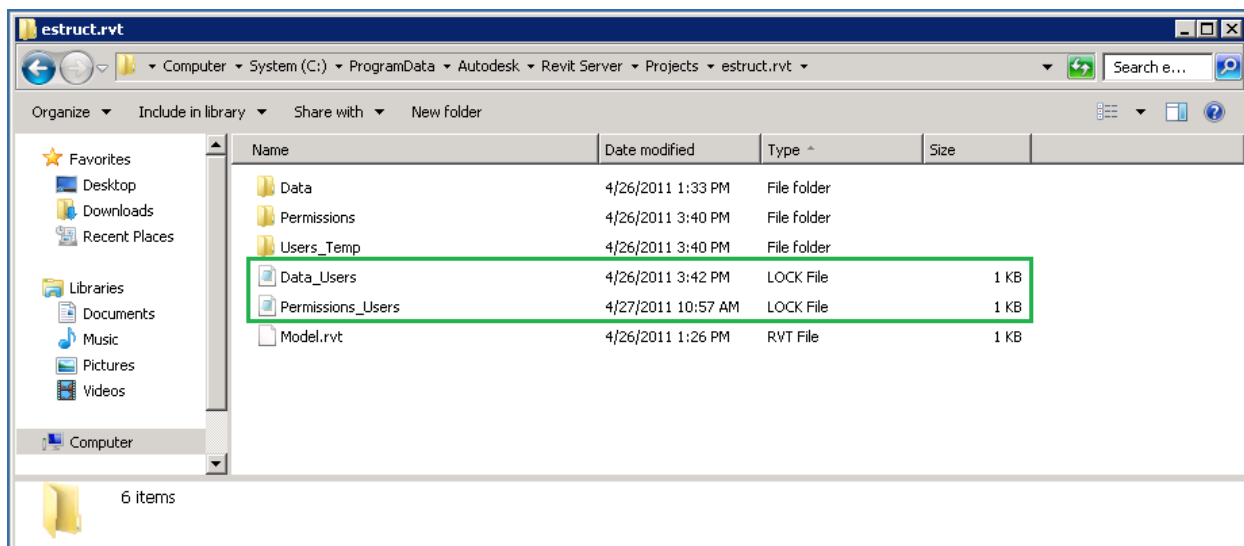 estruct.rvt
Computer System (C:) ProgramData Autodesk Revit Server Projects estruct.rvt Search e...
Organize Include in library Share with New folder
Favorites
Desktop
Downloads
Recent Places
Libraries
Documents
Music
Pictures
Videos
Computer
Name Date modified Type Size
Data 4/26/2011 1:33 PM File folder
Permissions 4/26/2011 3:40 PM File folder
Users_Temp 4/26/2011 3:40 PM File folder
Data_Users 4/26/2011 3:42 PM LOCK File 1 KB
Permissions_Users 4/27/2011 10:57 AM LOCK File 1 KB
Model.rvt 4/26/2011 1:26 PM RVT File 1 KB
6 items